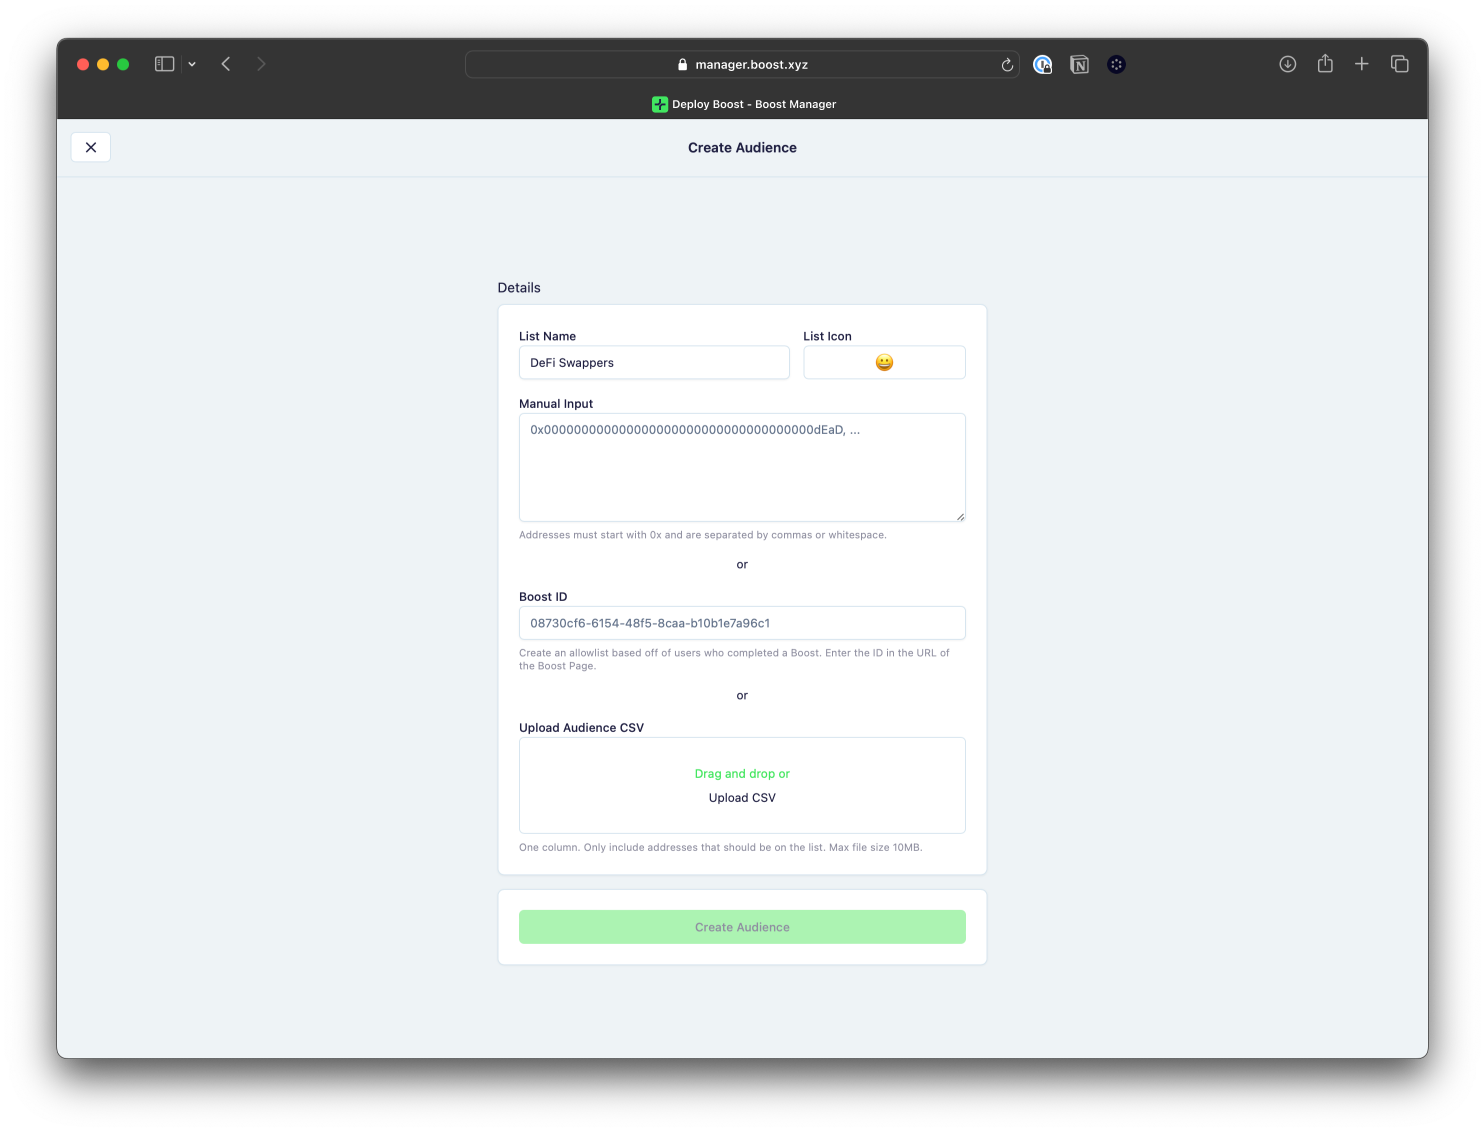 manager.boost.xyz
Deploy Boost - Boost Manager
Create Audience
Details
List Name
List Icon
DeFi Swappers
Manual Input
0x000000000000000000000000000000000000dEaD, ...
Addresses must start with 0x and are separated by commas or whitespace.
or
Boost ID
08730cf6-6154-48f5-8caa-b10b1e7a96c1
Create an allowlist based off of users who completed a Boost. Enter the ID in the URL of
the Boost Page.
or
Upload Audience CSV
Drag and drop or
Upload CSV
One column. Only include addresses that should be on the list. Max file size 10MB.
Create Audience